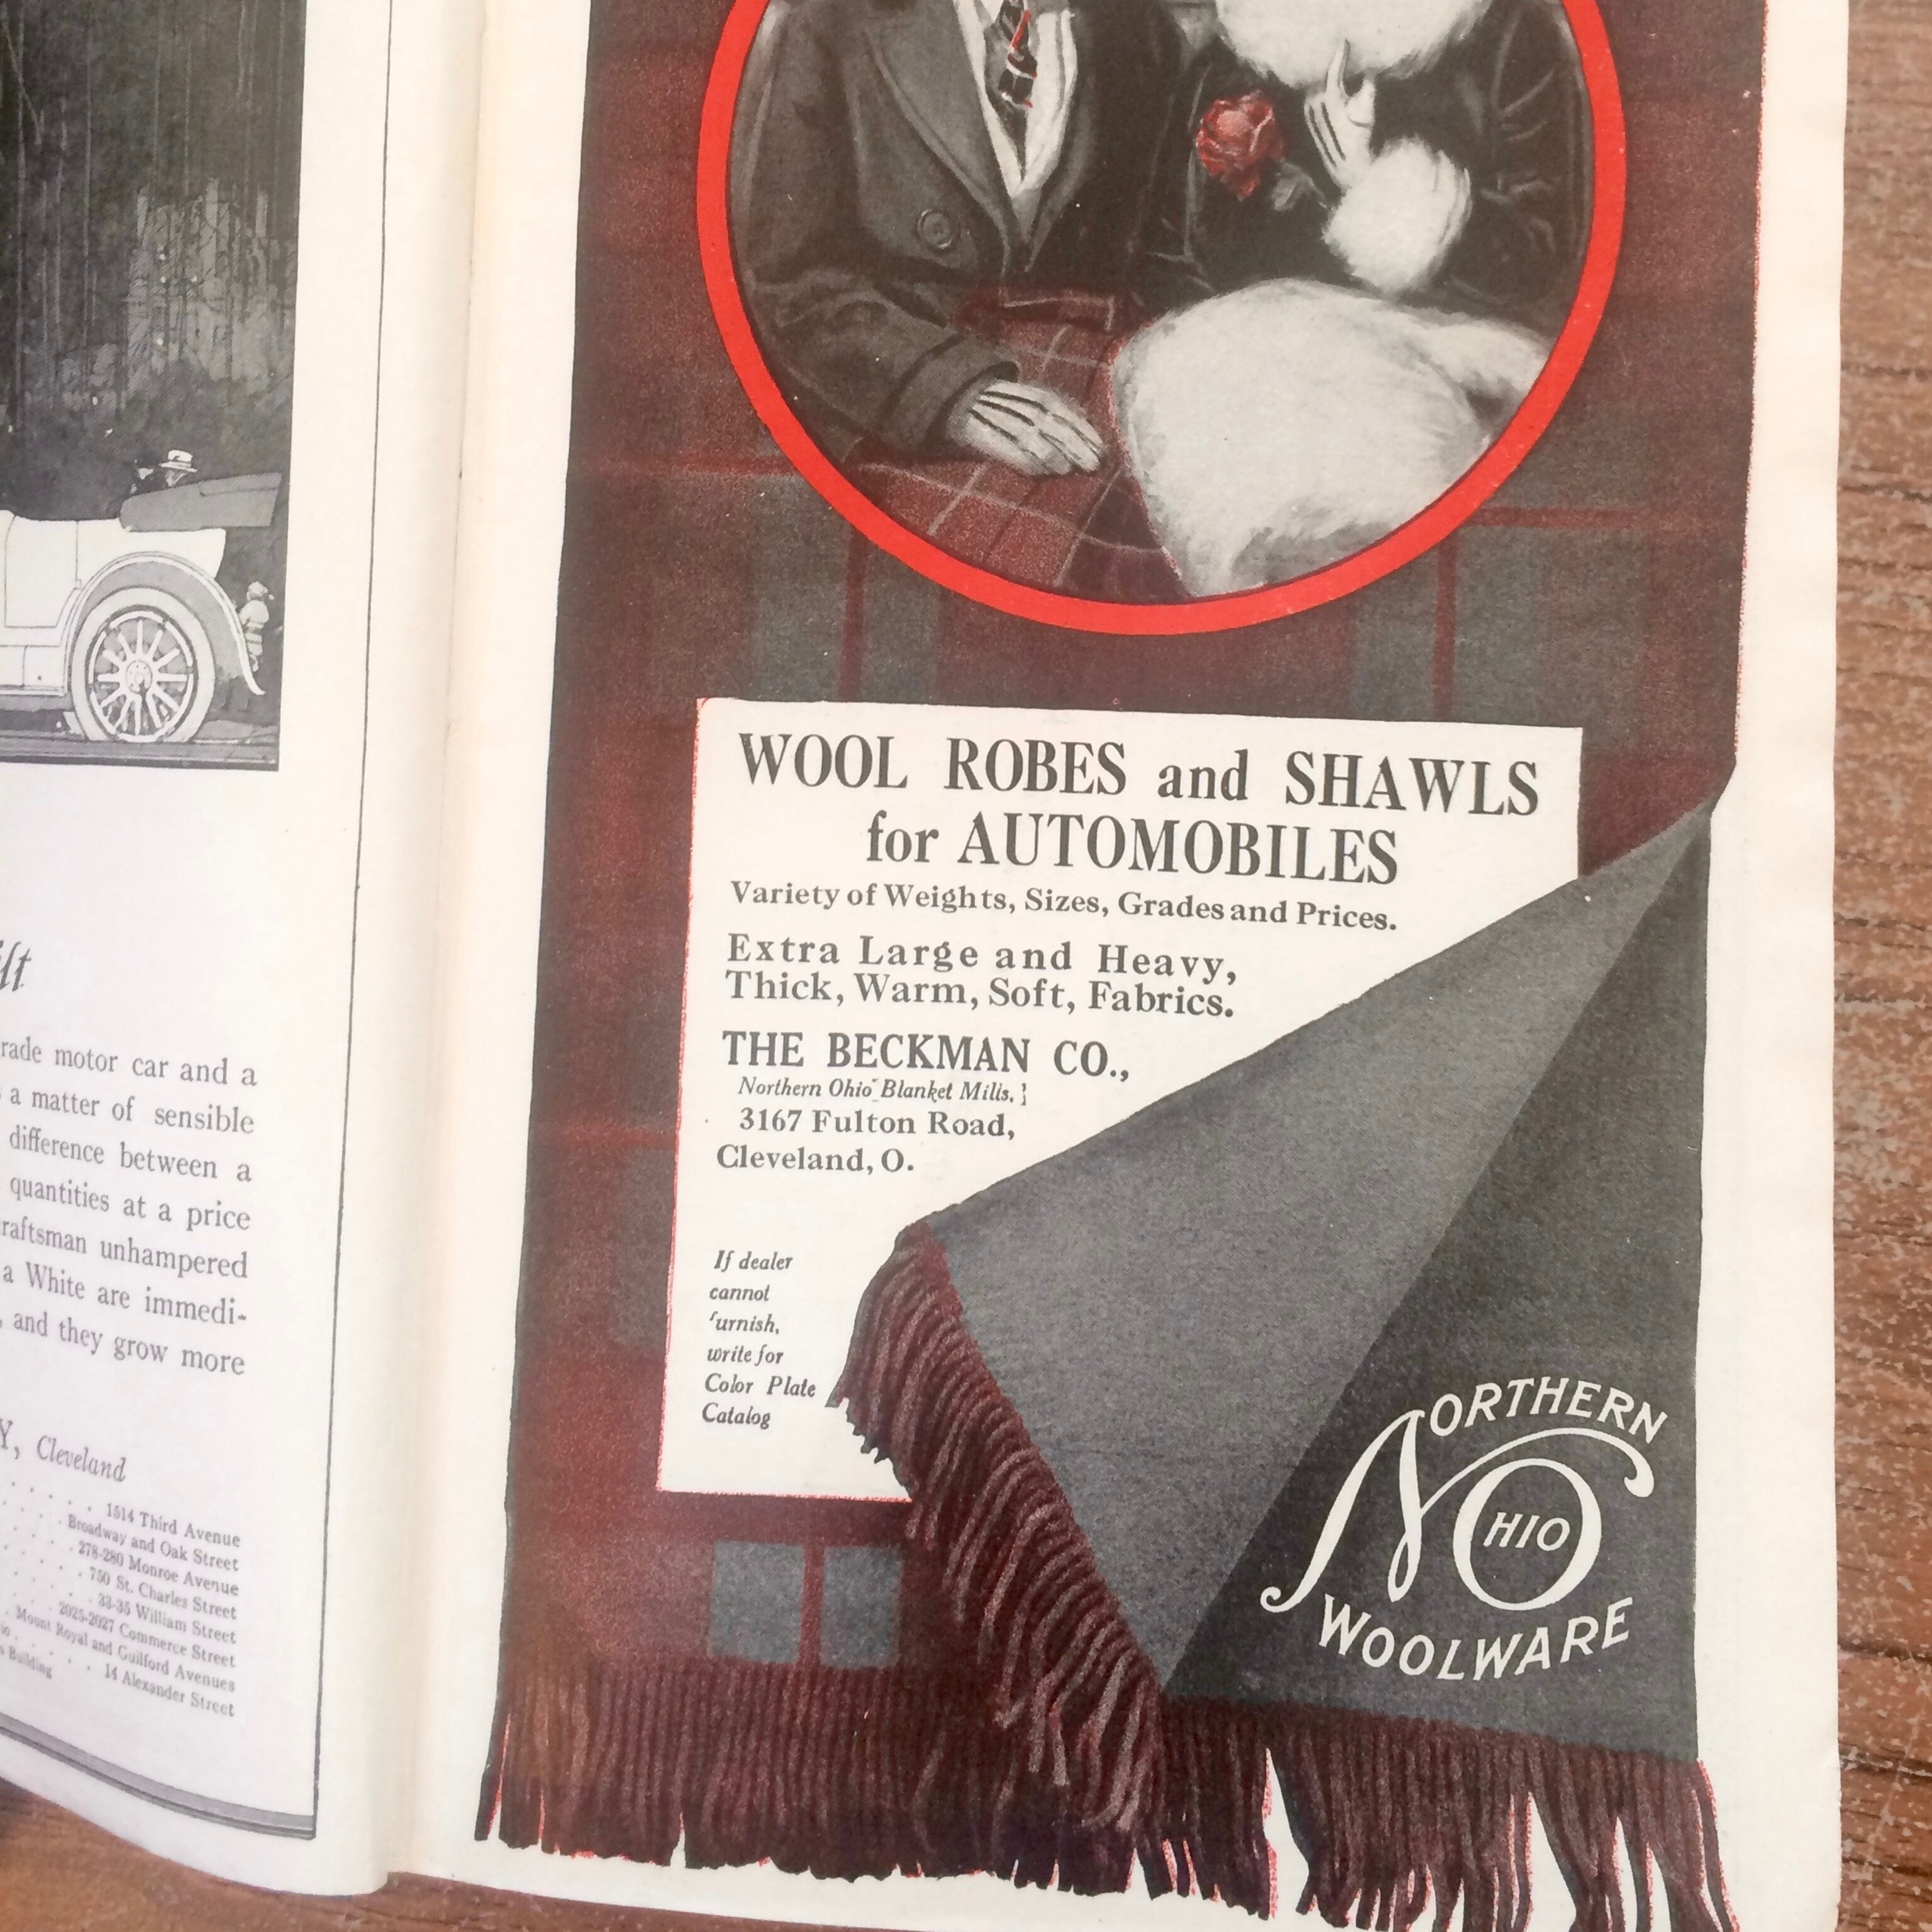 rade motor car and a
a matter of sensible
difference between a
quantities at a price
raftsman unhampered
a White are immedi-
, and they grow more
Y, Cleveland
1514 Third Avenue
Broadway and Oak Street
278-280 Monroe Avenue
750 St. Charles Street
33-35 William Street
2025-2027 Commerce Street
Mount Royal and Guilford Avenues
Building 14 Alexander Street
WOOL ROBES and SHAWLS
for AUTOMOBILES
Variety of Weights, Sizes, Grades and Prices.
Extra Large and Heavy,
Thick, Warm, Soft, Fabrics.
THE BECKMAN CO.,
Northern Ohio Blanket Mills,
3167 Fulton Road,
Cleveland, O.
If dealer
cannot
furnish,
write for
Color Plate
Catalog
NORTHERN
OHIO
WOOLWARE